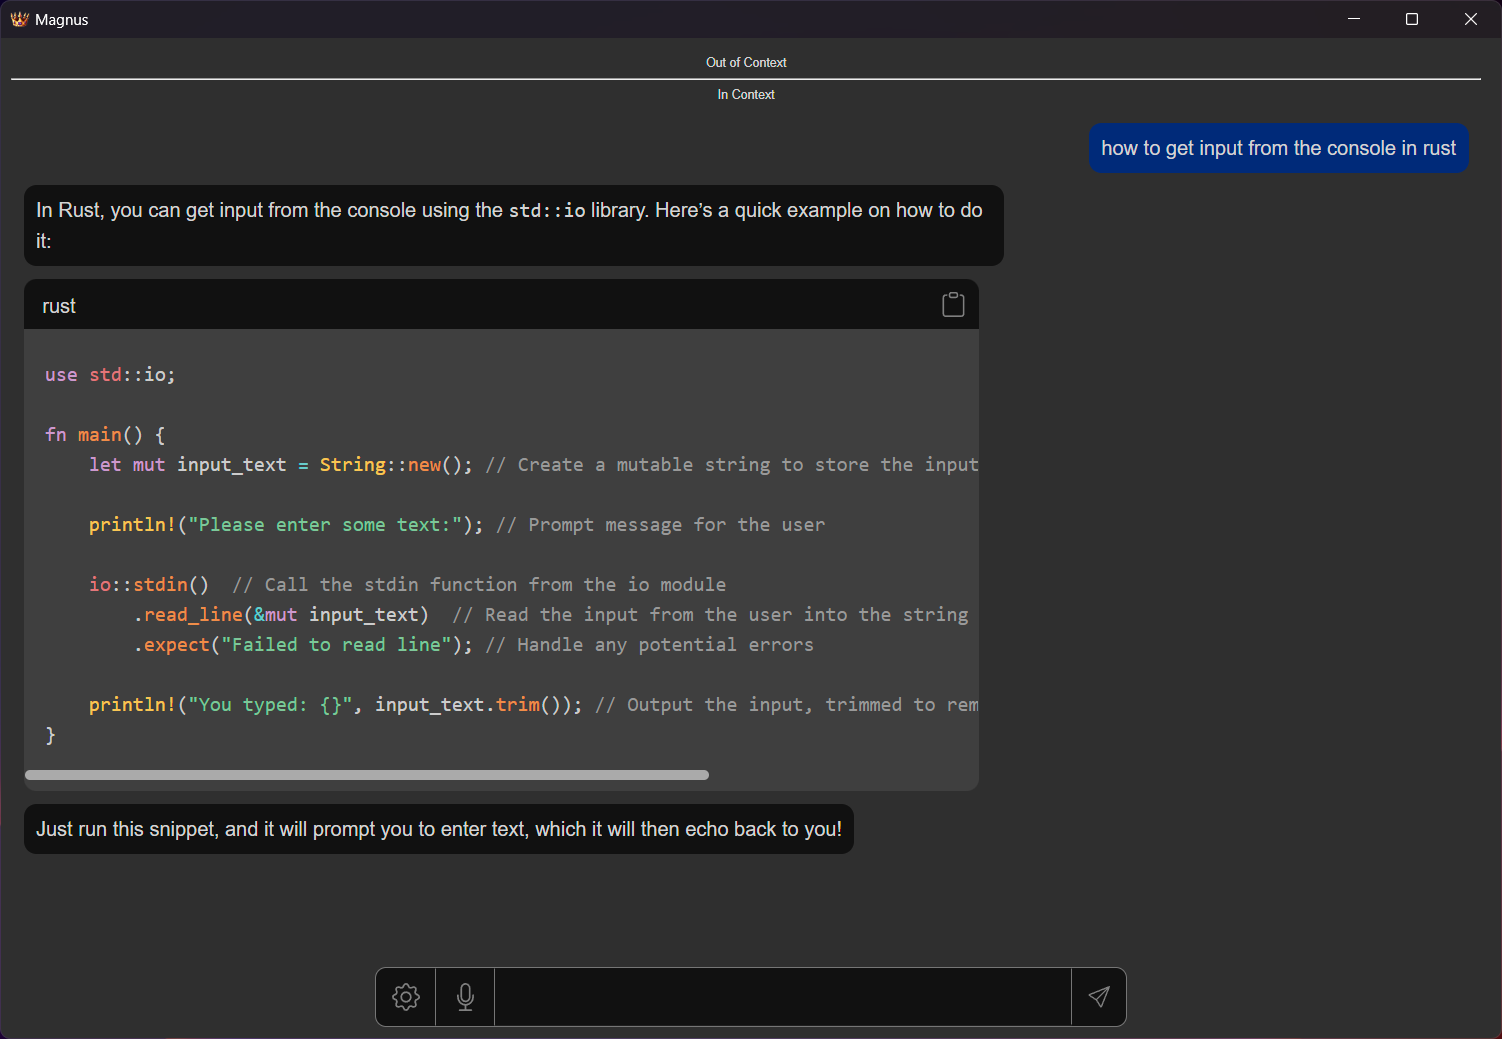 Magnus
Out of Context
In Context
how to get input from the console in rust
In Rust, you can get input from the console using the std::io library. Here’s a quick example on how to do
it:
rust
use std::io;
fn main() {
    let mut input_text = String::new(); // Create a mutable string to store the input
    println!("Please enter some text:"); // Prompt message for the user
    io::stdin()  // Call the stdin function from the io module
        .read_line(&mut input_text)  // Read the input from the user into the string
        .expect("Failed to read line"); // Handle any potential errors
    println!("You typed: {}", input_text.trim()); // Output the input, trimmed to rem
}
Just run this snippet, and it will prompt you to enter text, which it will then echo back to you!